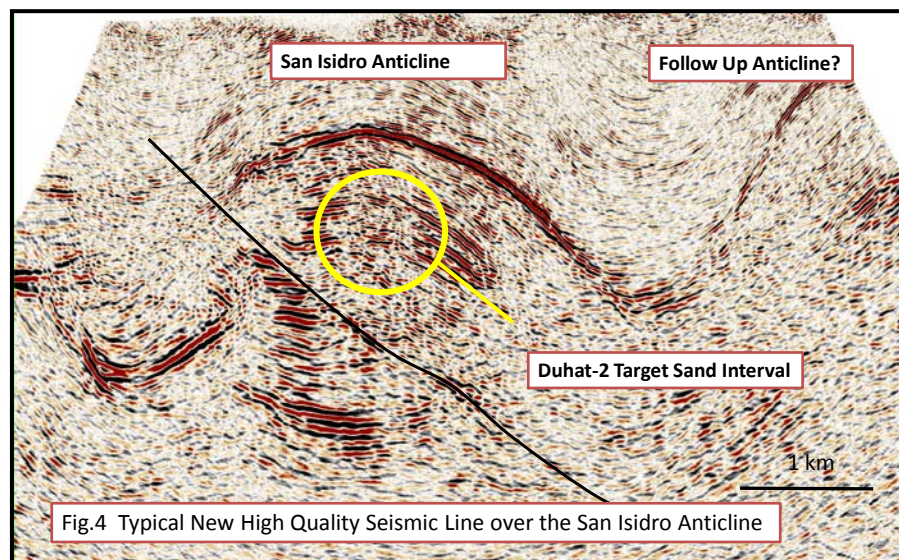 San Isidro Anticline
Follow Up Anticline?
Duhat-2 Target Sand Interval
1 km
Fig.4 Typical New High Quality Seismic Line over the San Isidro Anticline